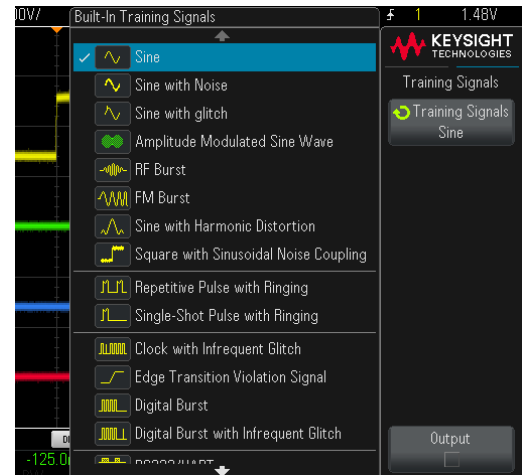 00V/
Built-In Training Signals
1
1.48V
KEYSIGHT
TECHNOLOGIES
Training Signals
Training Signals
Sine
Sine
Sine with Noise
Sine with glitch
Amplitude Modulated Sine Wave
RF Burst
FM Burst
Sine with Harmonic Distortion
Square with Sinusoidal Noise Coupling
Repetitive Pulse with Ringing
Single-Shot Pulse with Ringing
Clock with Infrequent Glitch
Edge Transition Violation Signal
Digital Burst
Digital Burst with Infrequent Glitch
Output
-125.0